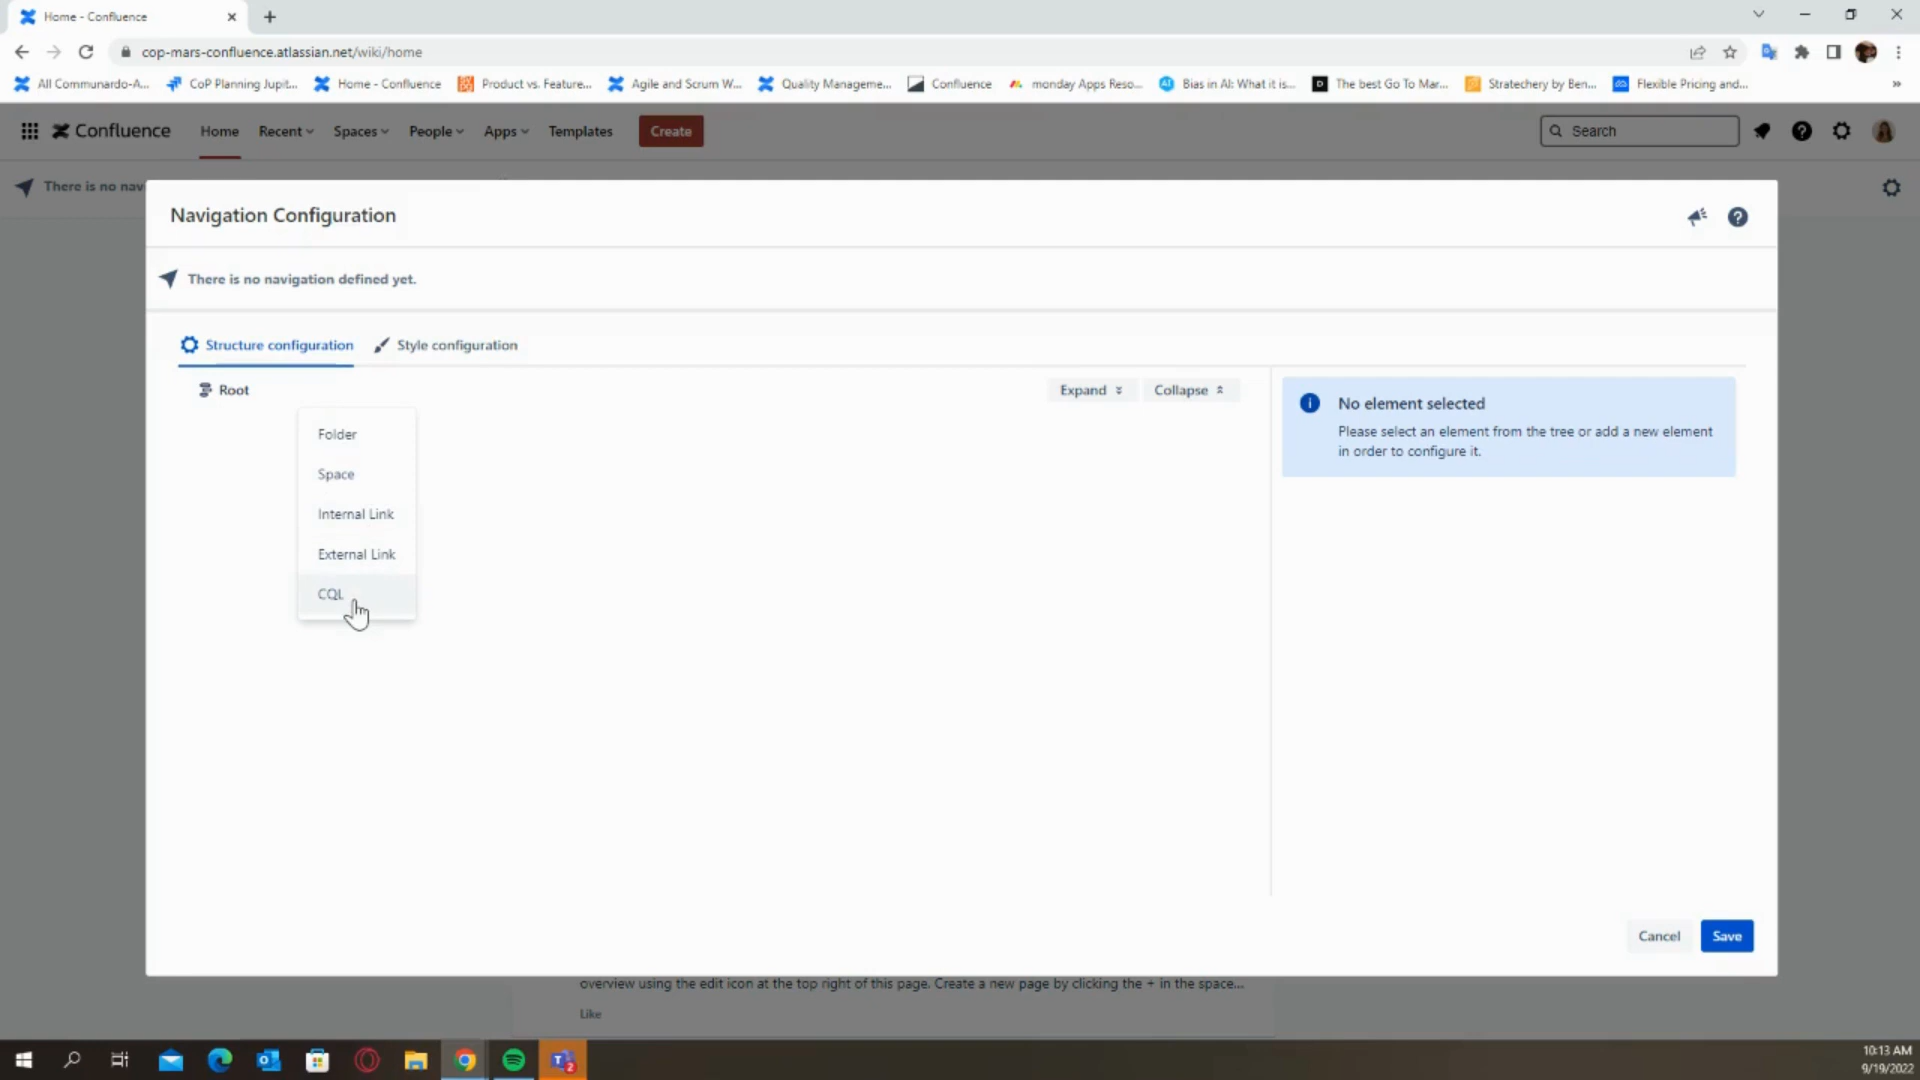 Home - Confluence
cop-mars-confluence.atlassian.net/wiki/home
All Communardo-A...
CoP Planning Jupit...
Home - Confluence
Product vs. Feature...
Agile and Scrum W...
Quality Manageme...
Confluence
monday Apps Reso...
Bias in AI: What it is...
The best Go To Mar...
Stratechery by Ben...
Flexible Pricing and...
»
Confluence
Home
Recent
Spaces
People
Apps
Templates
Create
Search
There is no nav
Navigation Configuration
There is no navigation defined yet.
Structure configuration
Style configuration
Root
Expand
Collapse
Folder
Space
Internal Link
External Link
CQL
No element selected
Please select an element from the tree or add a new element
in order to configure it.
Cancel
Save
overview using the edit icon at the top right of this page. Create a new page by clicking the + in the space...
Like
10:13 AM
9/19/2022